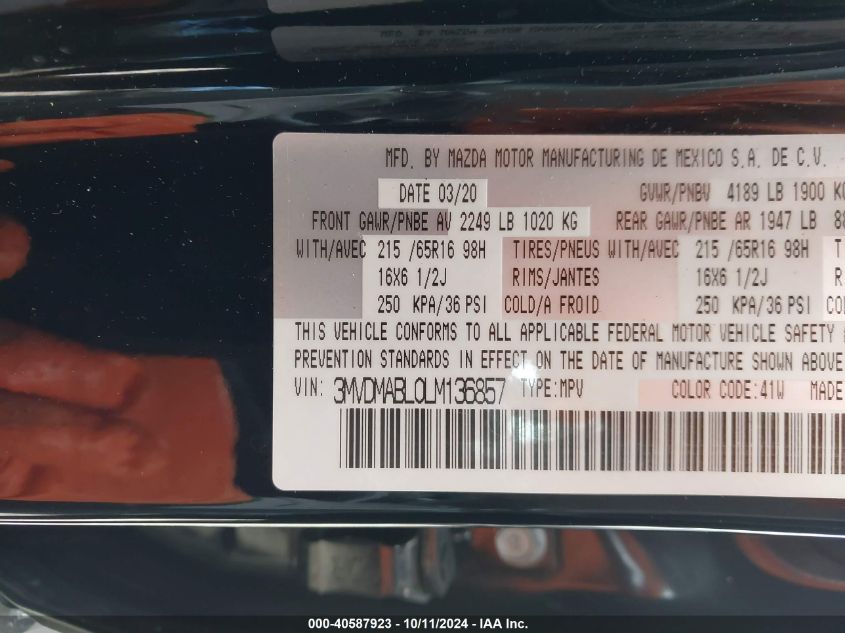 MFD. BY MAZDA MOTOR MANUFACTURING DE MEXICO S.A. DE C.V.
DATE 03/20 GVWR/PNBV 4189 LB 1900 KG
FRONT GAWR/PNBE AV 2249 LB 1020 KG REAR GAWR/PNBE AR 1947 LB 88
WITH/AVEC 215 /65R16 98H TIRES/PNEUS WITH/AVEC 215 /65R16 98H T
16X6 1/2J RIMS/JANTES 16X6 1/2J R
250 KPA/36 PSI COLD/A FROID 250 KPA/36 PSI CO
THIS VEHICLE CONFORMS TO ALL APPLICABLE FEDERAL MOTOR VEHICLE SAFETY
PREVENTION STANDARDS IN EFFECT ON THE DATE OF MANUFACTURE SHOWN ABOVE
VIN: 3MVDMABL0LM136857 TYPE:MPV COLOR CODE:41W MADE
000-40587923 - 10/11/2024 - IAA Inc.